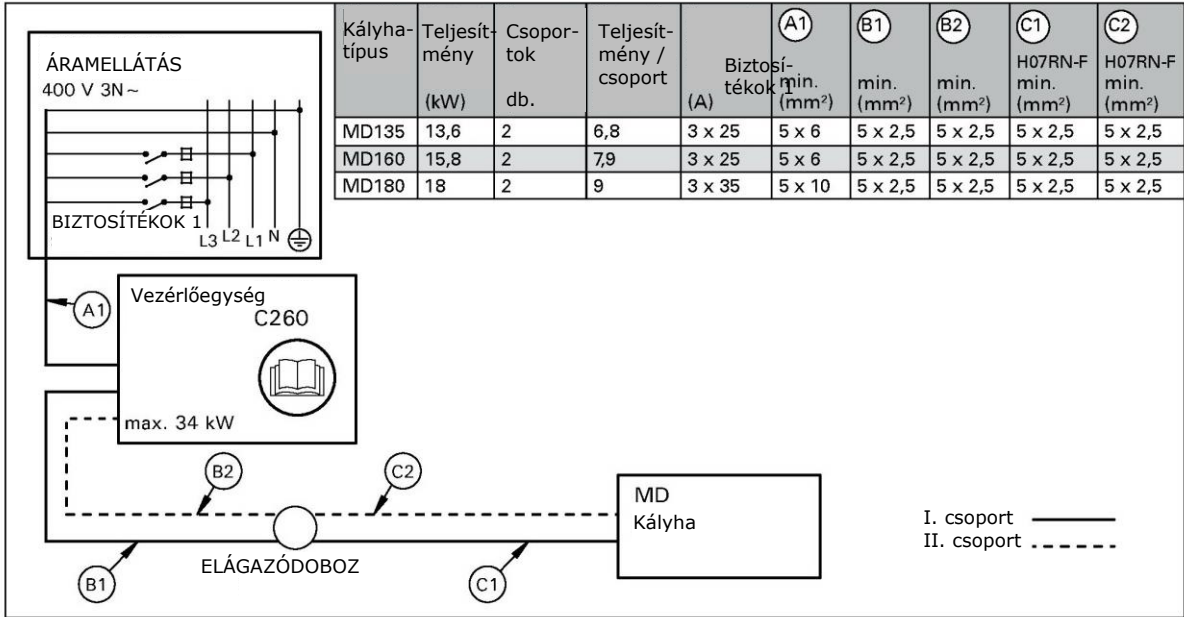 ÁRAMELLÁTÁS
400 V 3N~
BIZTOSÍTÉKOK 1
L3 L2 L1 N
Kályha-
típus
Teljesít-
mény
(kW)
Csopor-
tok
db.
Teljesít-
mény /
csoport
Biztosí-
tékok 1
(A)
A1
min.
(mm²)
B1
min.
(mm²)
B2
min.
(mm²)
C1
H07RN-F
min.
(mm²)
C2
H07RN-F
min.
(mm²)
MD135 13,6 2 6,8 3 x 25 5 x 6 5 x 2,5 5 x 2,5 5 x 2,5 5 x 2,5
MD160 15,8 2 7,9 3 x 25 5 x 6 5 x 2,5 5 x 2,5 5 x 2,5 5 x 2,5
MD180 18 2 9 3 x 35 5 x 10 5 x 2,5 5 x 2,5 5 x 2,5 5 x 2,5
A1
Vezérlőegység
C260
max. 34 kW
B2
C2
MD
Kályha
I. csoport
II. csoport
ELÁGAZÓDOBOZ
B1
C1